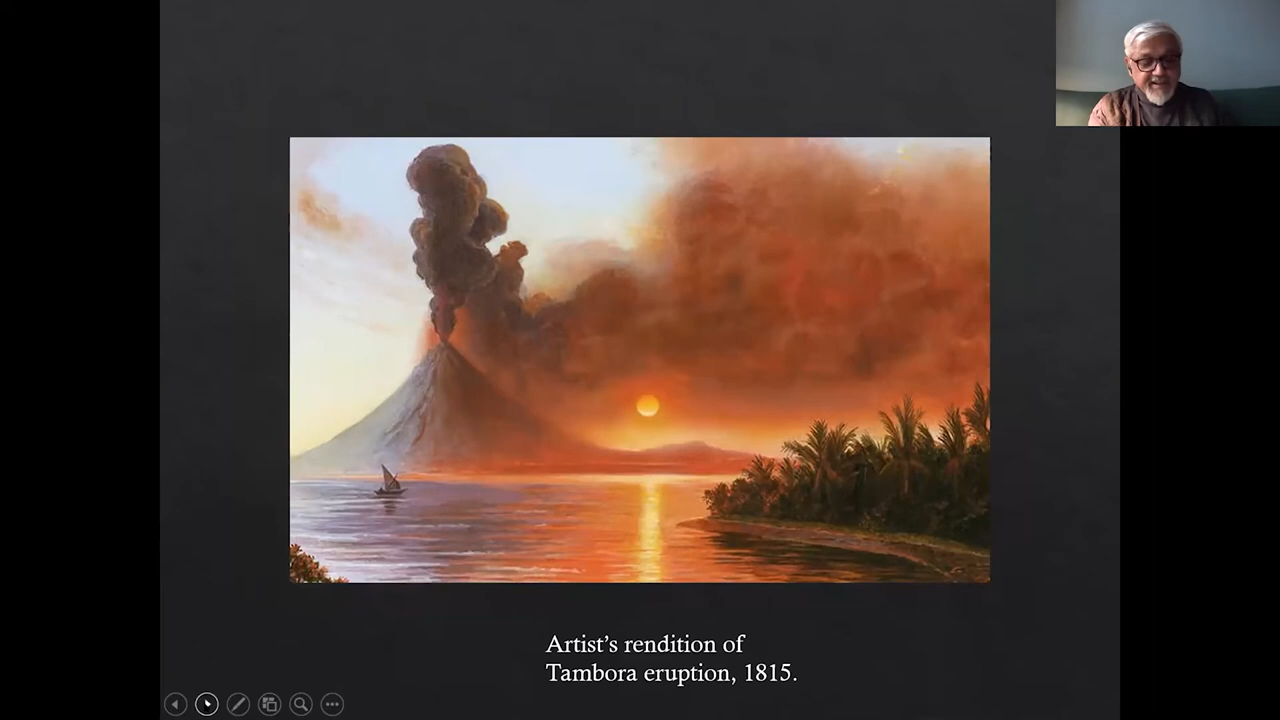 Artist’s rendition of
Tambora eruption, 1815.